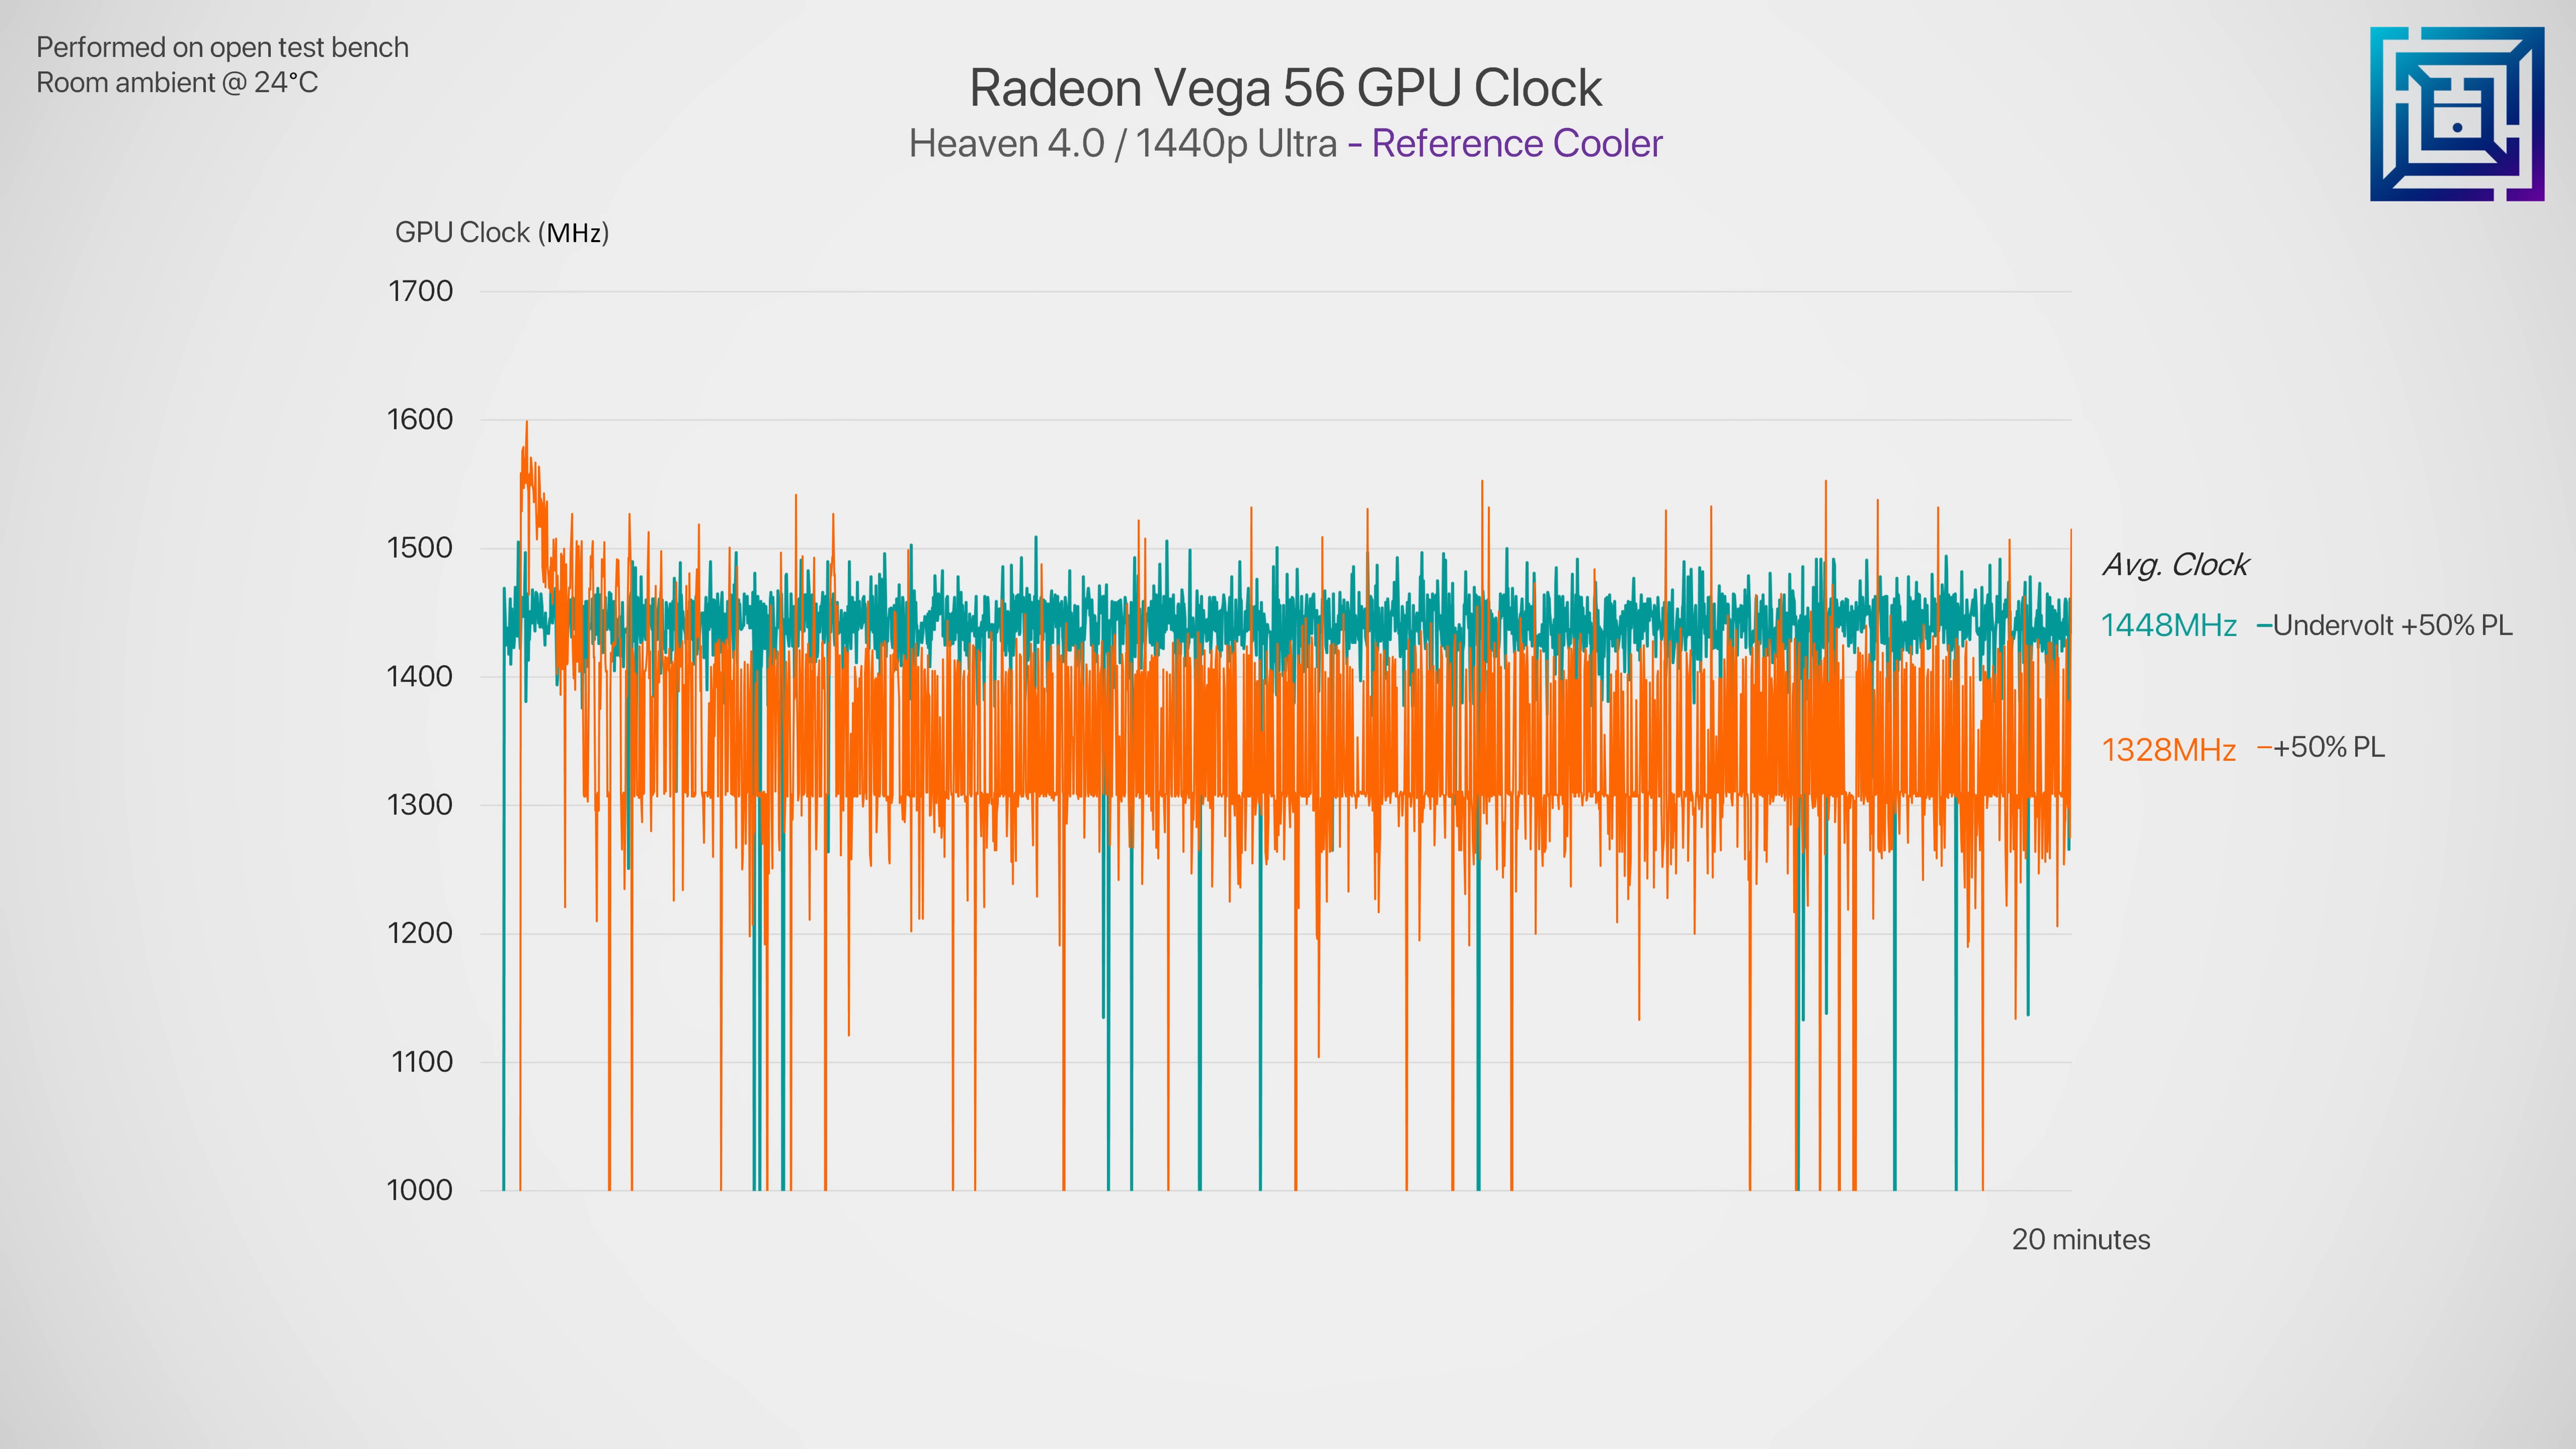 Performed on open test bench
Room ambient @ 24°C
Radeon Vega 56 GPU Clock
Heaven 4.0 / 1440p Ultra - Reference Cooler
GPU Clock (MHz)
1700
1600
1500
1400
1300
1200
1100
1000
Avg. Clock
1448MHz Undervolt +50% PL
1328MHz +50% PL
20 minutes